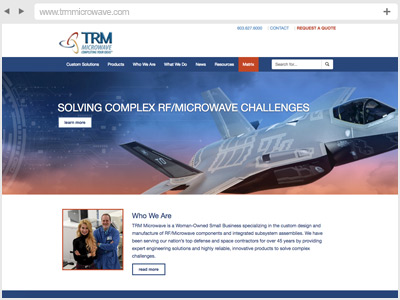 www.trmmicrowave.com
603.627.6000 | CONTACT | REQUEST A QUOTE
TRM
MICROWAVE
COMPUTING YOUR IDEAS
Custom Solutions Products Who We Are What We Do News Resources Matrix Search for...
SOLVING COMPLEX RF/MICROWAVE CHALLENGES
learn more
Who We Are
TRM Microwave is a Woman-Owned Small Business specializing in the custom design and
manufacture of RF/Microwave components and integrated subsystem assemblies. We have
been serving our nation's top defense and space contractors for over 45 years by providing
expert engineering solutions and highly reliable, innovative products to solve complex
challenges.
read more